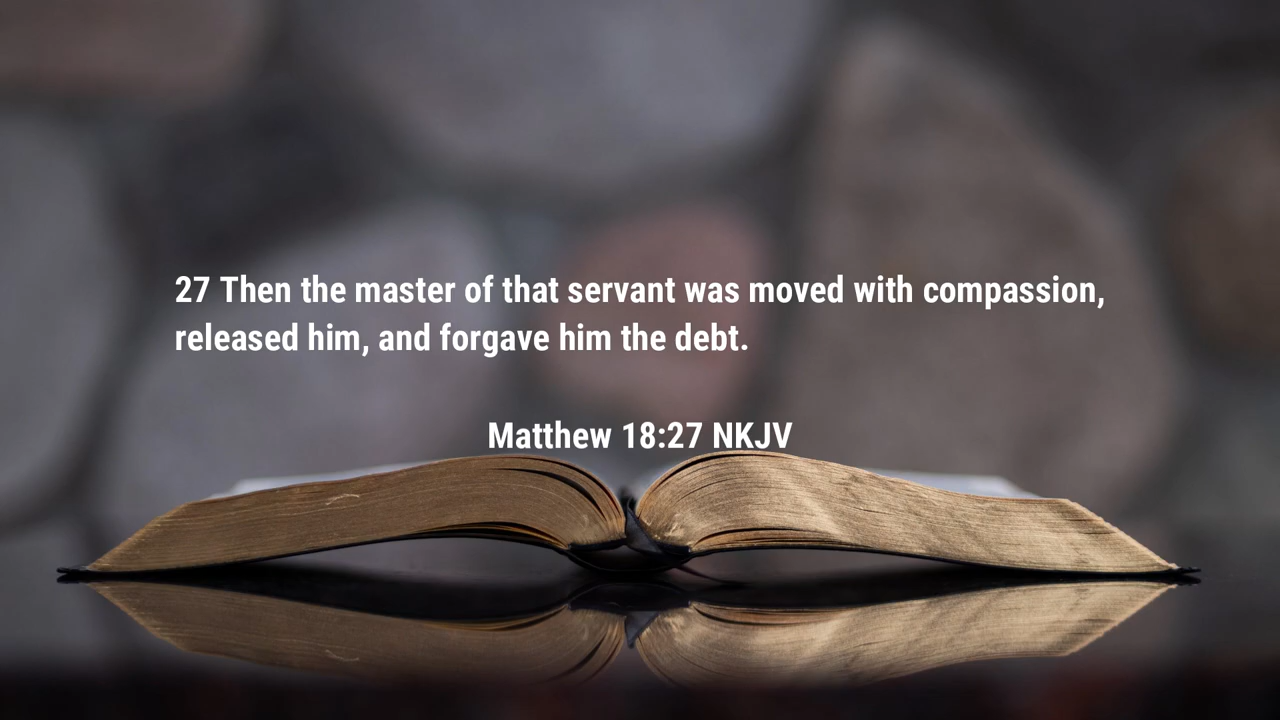 27 Then the master of that servant was moved with compassion,
released him, and forgave him the debt.
Matthew 18:27 NKJV